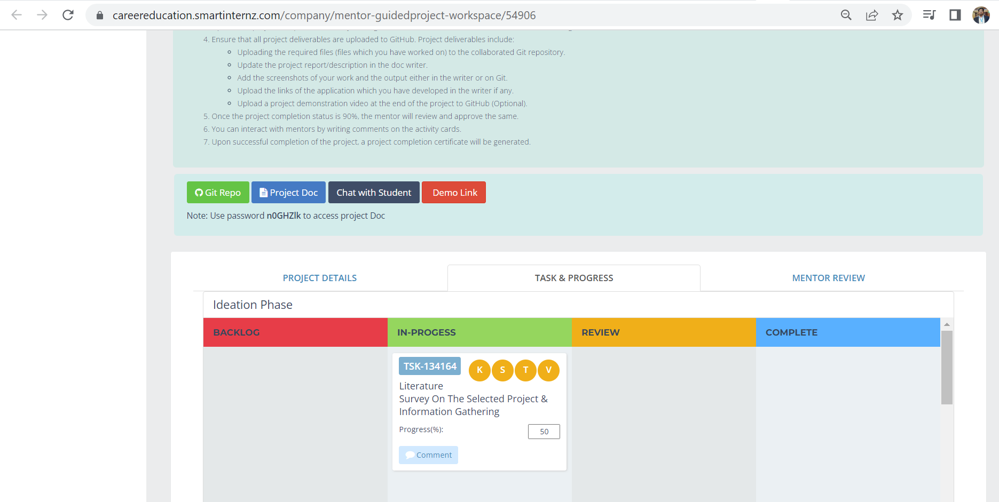 careereducation.smartinternz.com/company/mentor-guidedproject-workspace/54906
4. Ensure that all project deliverables are uploaded to GitHub. Project deliverables include:
Uploading the required files (files which you have worked on) to the collaborated Git repository.
Update the project report/description in the doc writer.
Add the screenshots of your work and the output either in the writer or on Git.
Upload the links of the application which you have developed in the writer if any.
Upload a project demonstration video at the end of the project to GitHub (Optional).
5. Once the project completion status is 90%, the mentor will review and approve the same.
6. You can interact with mentors by writing comments on the activity cards.
7. Upon successful completion of the project, a project completion certificate will be generated.
Git Repo Project Doc Chat with Student Demo Link
Note: Use password n0GHZlk to access project Doc
PROJECT DETAILS TASK & PROGRESS MENTOR REVIEW
Ideation Phase
BACKLOG IN-PROGESS REVIEW COMPLETE
TSK-134164 K S T V
Literature
Survey On The Selected Project &
Information Gathering
Progress(%): 50
Comment